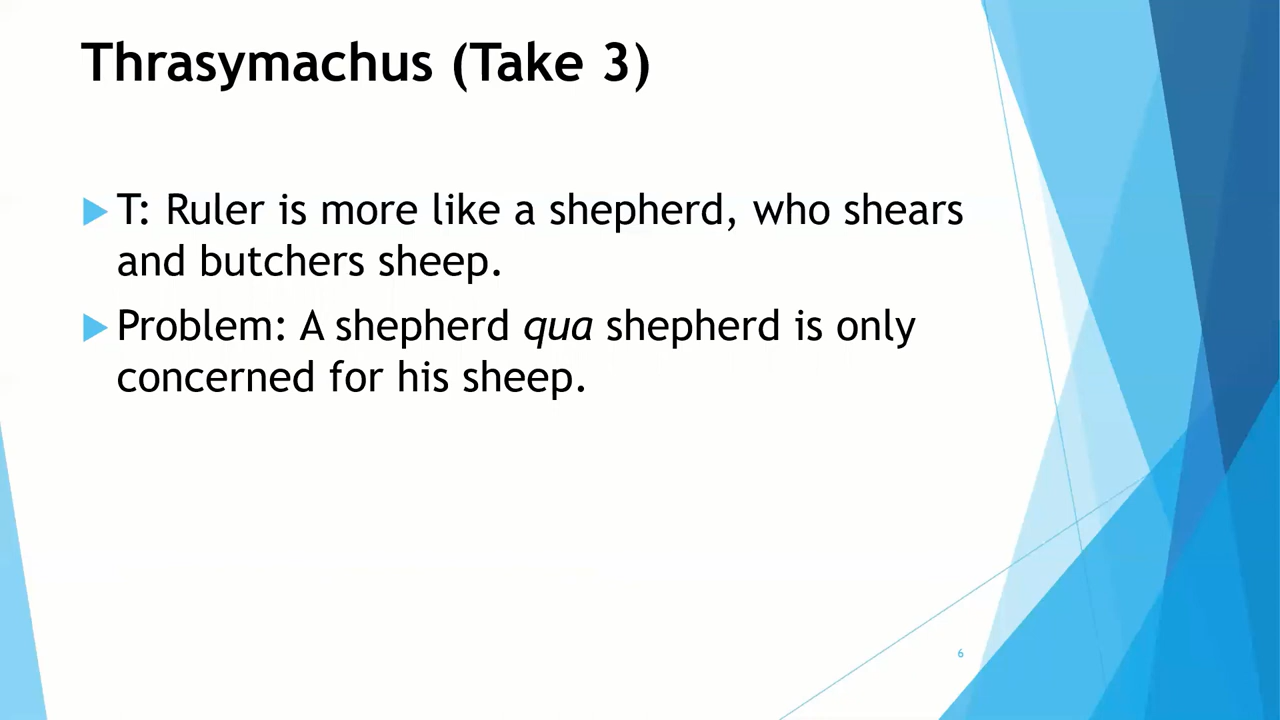 Thrasymachus (Take 3)
T: Ruler is more like a shepherd, who shears
and butchers sheep.
Problem: A shepherd qua shepherd is only
concerned for his sheep.
6